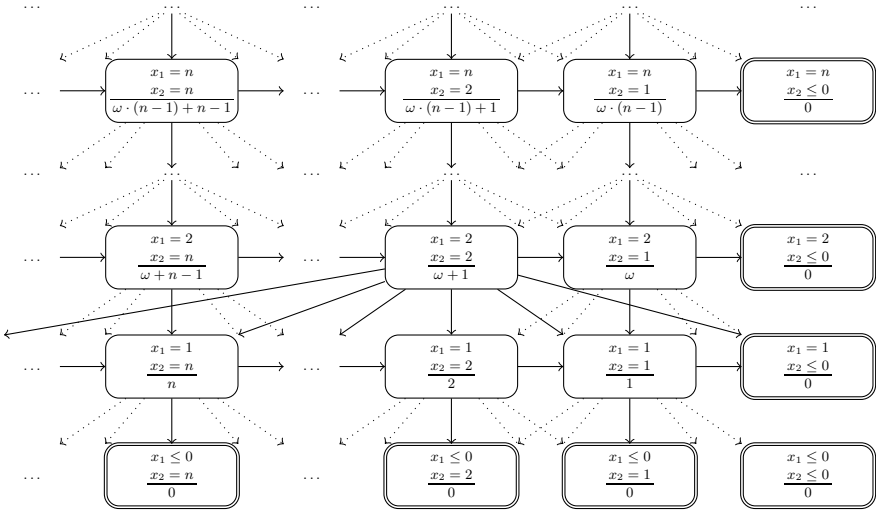 … … … … …
x₁ = n x₁ = n x₁ = n x₁ = n
… x₂ = n … x₂ = 2 x₂ = 1 x₂ ≤ 0
ω · (n − 1) + n − 1 ω · (n − 1) + 1 ω · (n − 1) 0
… … … … … …
x₁ = 2 x₁ = 2 x₁ = 2 x₁ = 2
… x₂ = n … x₂ = 2 x₂ = 1 x₂ ≤ 0
ω + n − 1 ω + 1 ω 0
x₁ = 1 x₁ = 1 x₁ = 1 x₁ = 1
… x₂ = n … x₂ = 2 x₂ = 1 x₂ ≤ 0
n 2 1 0
x₁ ≤ 0 x₁ ≤ 0 x₁ ≤ 0 x₁ ≤ 0
… x₂ = n … x₂ = 2 x₂ = 1 x₂ ≤ 0
0 0 0 0